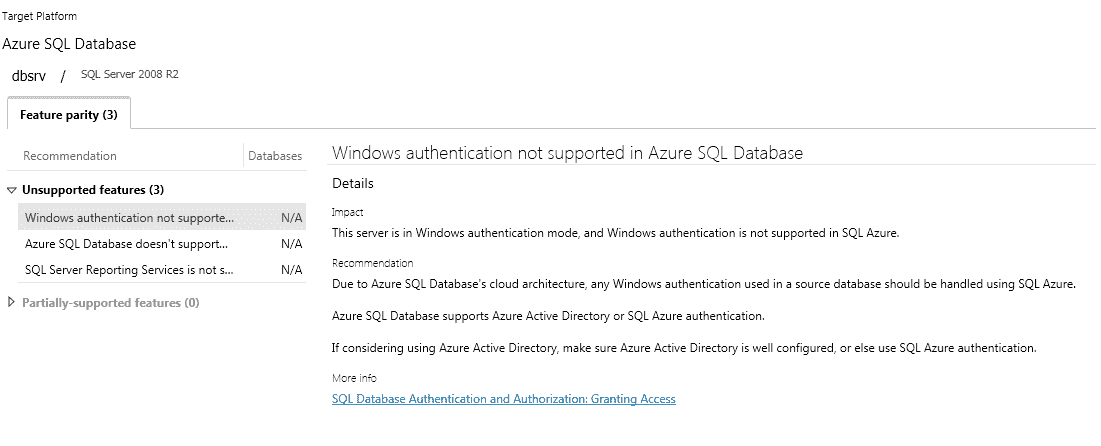 Target Platform
Azure SQL Database
dbsrv / SQL Server 2008 R2
Feature parity (3)
Recommendation Databases
Unsupported features (3)
Windows authentication not supporte... N/A
Azure SQL Database doesn't support... N/A
SQL Server Reporting Services is not s... N/A
Partially-supported features (0)
Windows authentication not supported in Azure SQL Database
Details
Impact
This server is in Windows authentication mode, and Windows authentication is not supported in SQL Azure.
Recommendation
Due to Azure SQL Database's cloud architecture, any Windows authentication used in a source database should be handled using SQL Azure.
Azure SQL Database supports Azure Active Directory or SQL Azure authentication.
If considering using Azure Active Directory, make sure Azure Active Directory is well configured, or else use SQL Azure authentication.
More info
SQL Database Authentication and Authorization: Granting Access